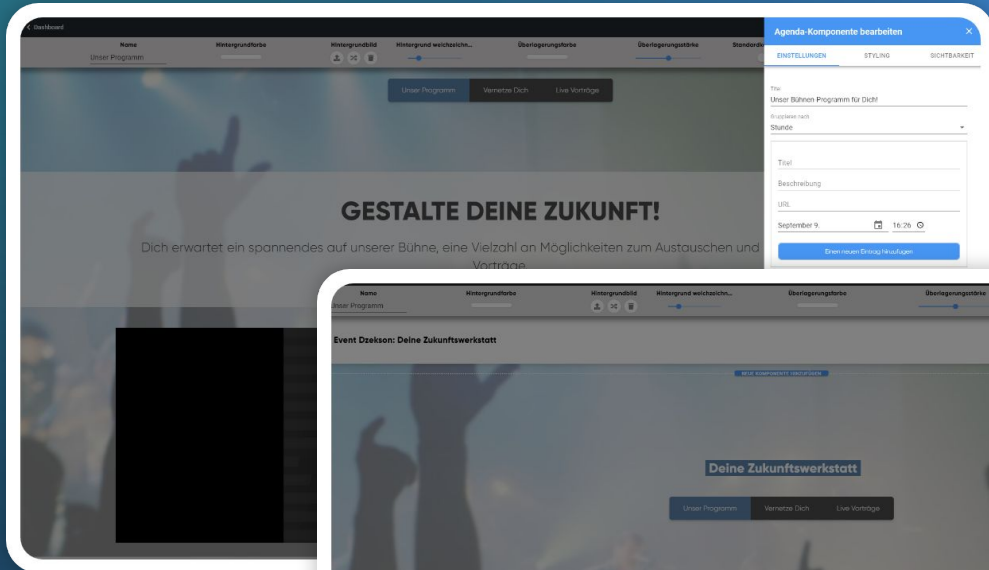 Dashboard
Name
Hintergrundfarbe
Hintergrundbild
Hintergrund weichzeichn...
Überlagerungsfarbe
Überlagerungsstärke
Unser Programm
Unser Programm
Vernetze Dich
Live Vorträge
GESTALTE DEINE ZUKUNFT!
Dich erwartet ein spannendes auf unserer Bühne, eine Vielzahl an Möglichkeiten zum Austauschen und
Vorträge
Agenda-Komponente bearbeiten
EINSTELLUNGEN
STYLING
SICHTBARKEIT
Titel
Unser Bühnen-Programm für Dich!
Gruppieren nach
Stunde
Titel
Beschreibung
URL
September 9.
16:26
Einen neuen Eintrag hinzufügen
Name
Hintergrundfarbe
Hintergrundbild
Hintergrund weichzeichn...
Überlagerungsfarbe
Überlagerungsstärke
Unser Programm
Event Dzekson: Deine Zukunftswerkstatt
NEUE KOMPONENTE HINZUFÜGEN
Deine Zukunftswerkstatt
Unser Programm
Vernetze Dich
Live Vorträge